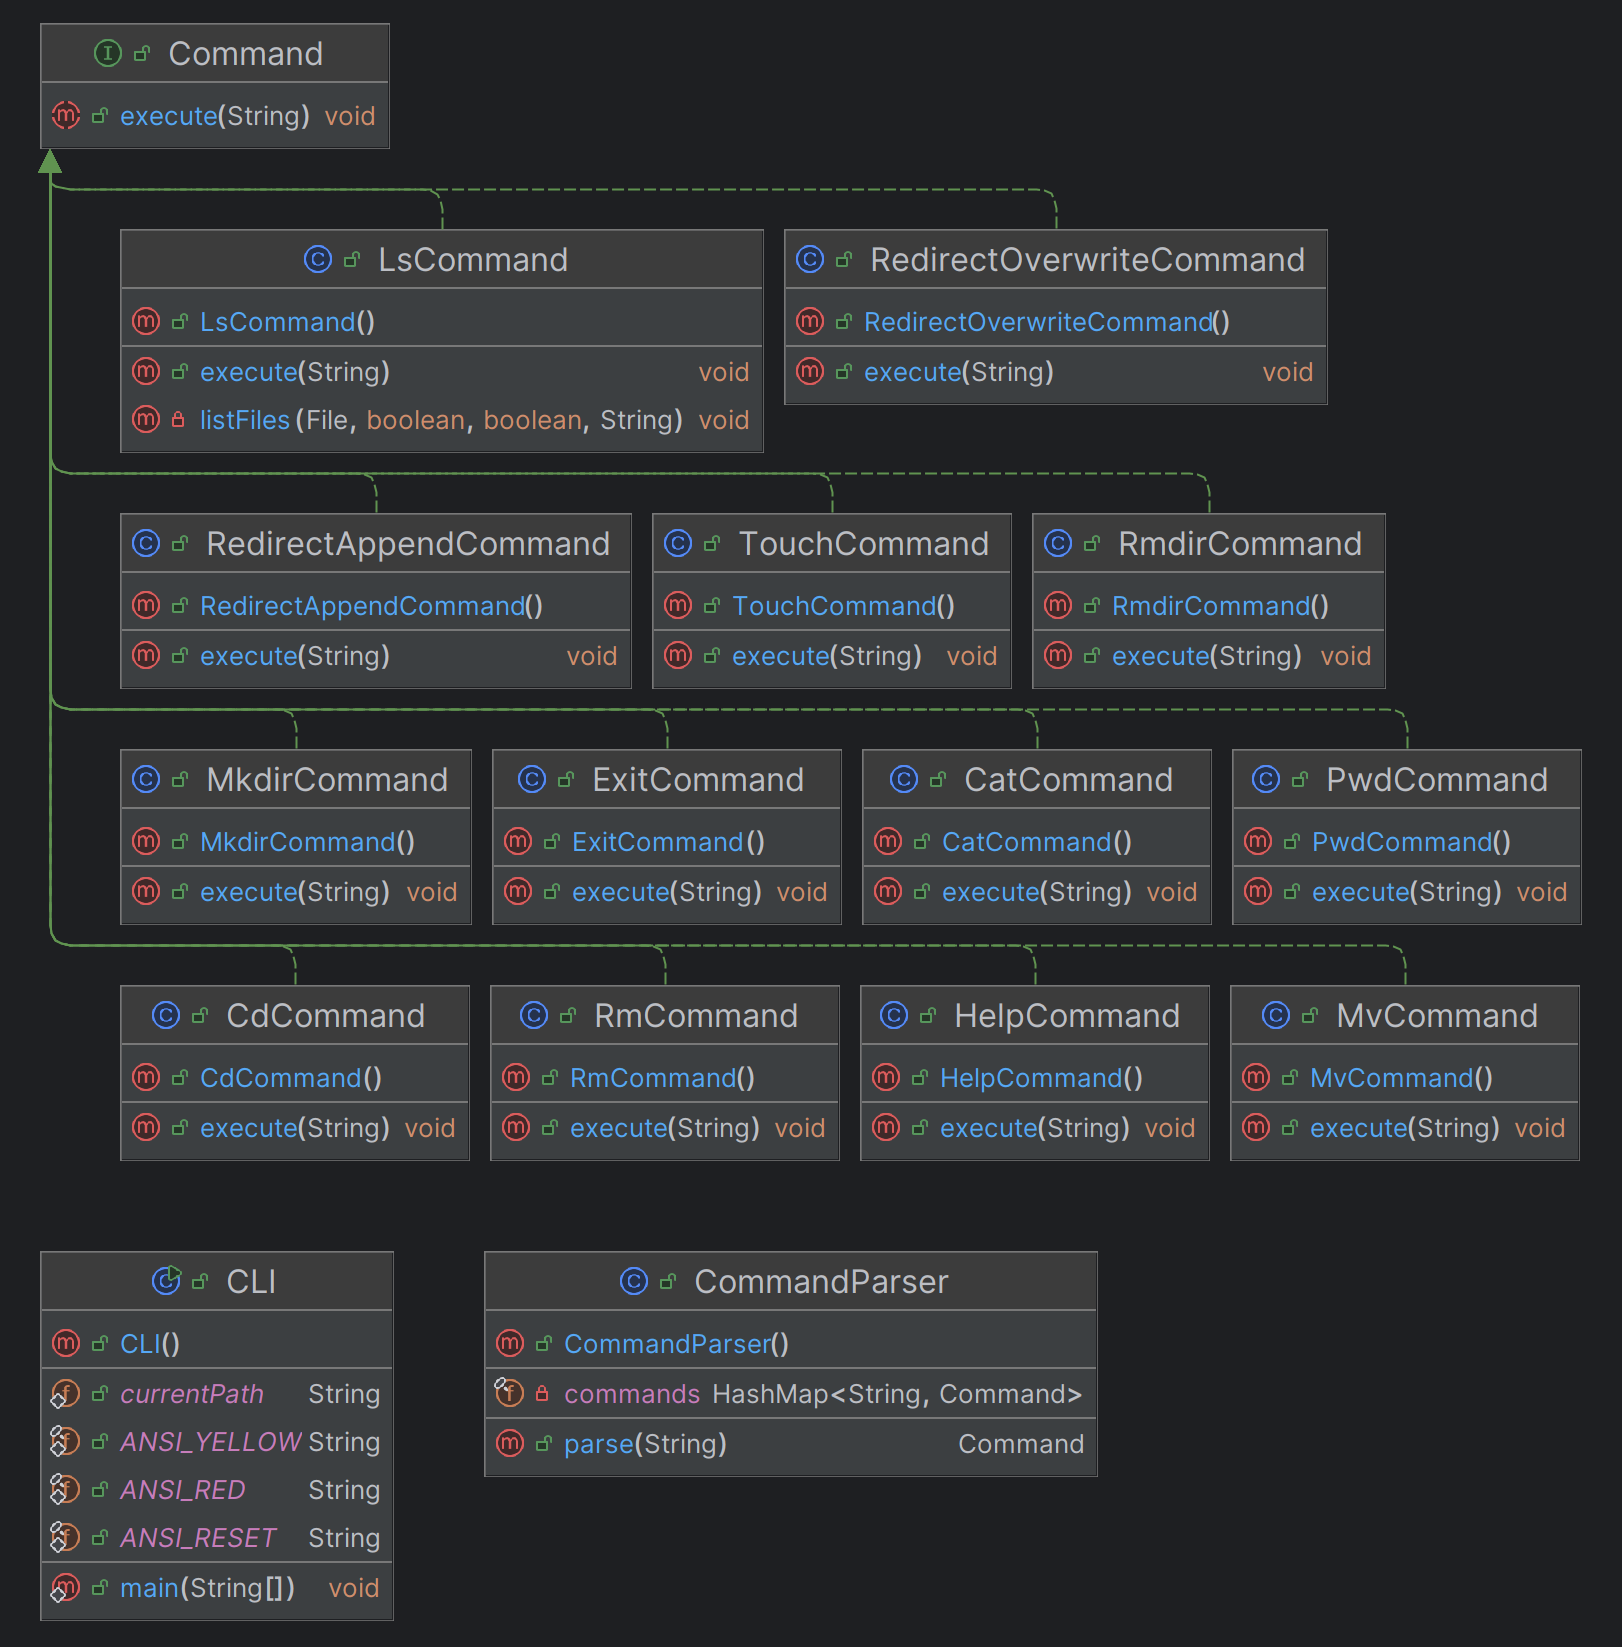 Command
execute(String) void
LsCommand
LsCommand()
execute(String) void
listFiles(File, boolean, boolean, String) void
RedirectOverwriteCommand
RedirectOverwriteCommand()
execute(String) void
RedirectAppendCommand
RedirectAppendCommand()
execute(String) void
TouchCommand
TouchCommand()
execute(String) void
RmdirCommand
RmdirCommand()
execute(String) void
MkdirCommand
MkdirCommand()
execute(String) void
ExitCommand
ExitCommand()
execute(String) void
CatCommand
CatCommand()
execute(String) void
PwdCommand
PwdCommand()
execute(String) void
CdCommand
CdCommand()
execute(String) void
RmCommand
RmCommand()
execute(String) void
HelpCommand
HelpCommand()
execute(String) void
MvCommand
MvCommand()
execute(String) void
CLI
CLI()
currentPath String
ANSI_YELLOW String
ANSI_RED String
ANSI_RESET String
main(String[]) void
CommandParser
CommandParser()
commands HashMap<String, Command>
parse(String) Command